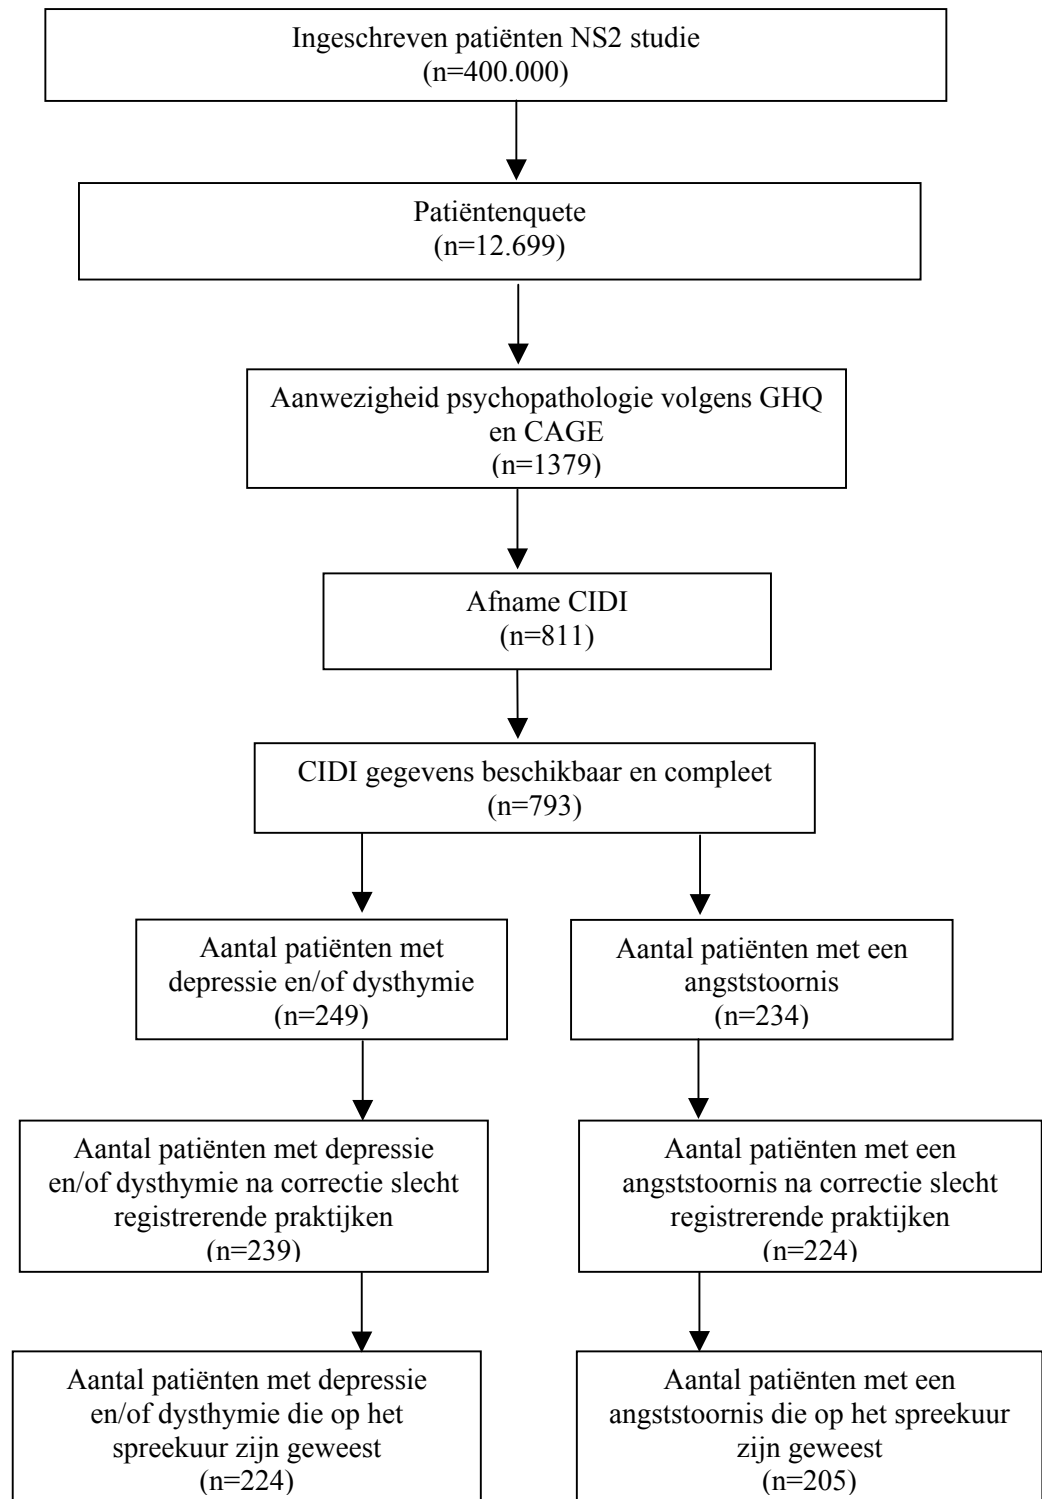 Ingeschreven patiënten NS2 studie
(n=400.000)
Patiëntenquete
(n=12.699)
Aanwezigheid psychopathologie volgens GHQ
en CAGE
(n=1379)
Afname CIDI
(n=811)
CIDI gegevens beschikbaar en compleet
(n=793)
Aantal patiënten met
depressie en/of dysthymie
(n=249)
Aantal patiënten met een
angststoornis
(n=234)
Aantal patiënten met depressie
en/of dysthymie na correctie slecht
registrerende praktijken
(n=239)
Aantal patiënten met een
angststoornis na correctie slecht
registrerende praktijken
(n=224)
Aantal patiënten met depressie
en/of dysthymie die op het
spreekuur zijn geweest
(n=224)
Aantal patiënten met een
angststoornis die op het spreekuur
zijn geweest
(n=205)